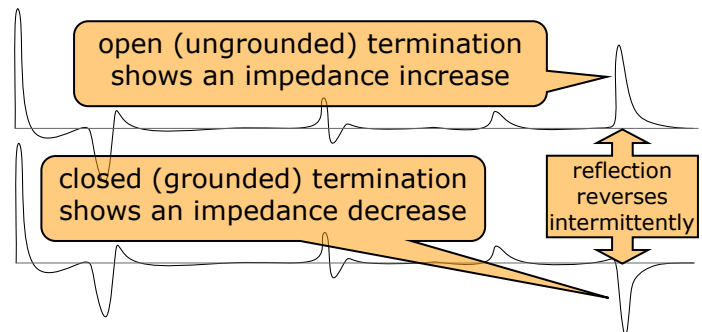 open (ungrounded) termination
shows an impedance increase
closed (grounded) termination
shows an impedance decrease
reflection
reverses
intermittently